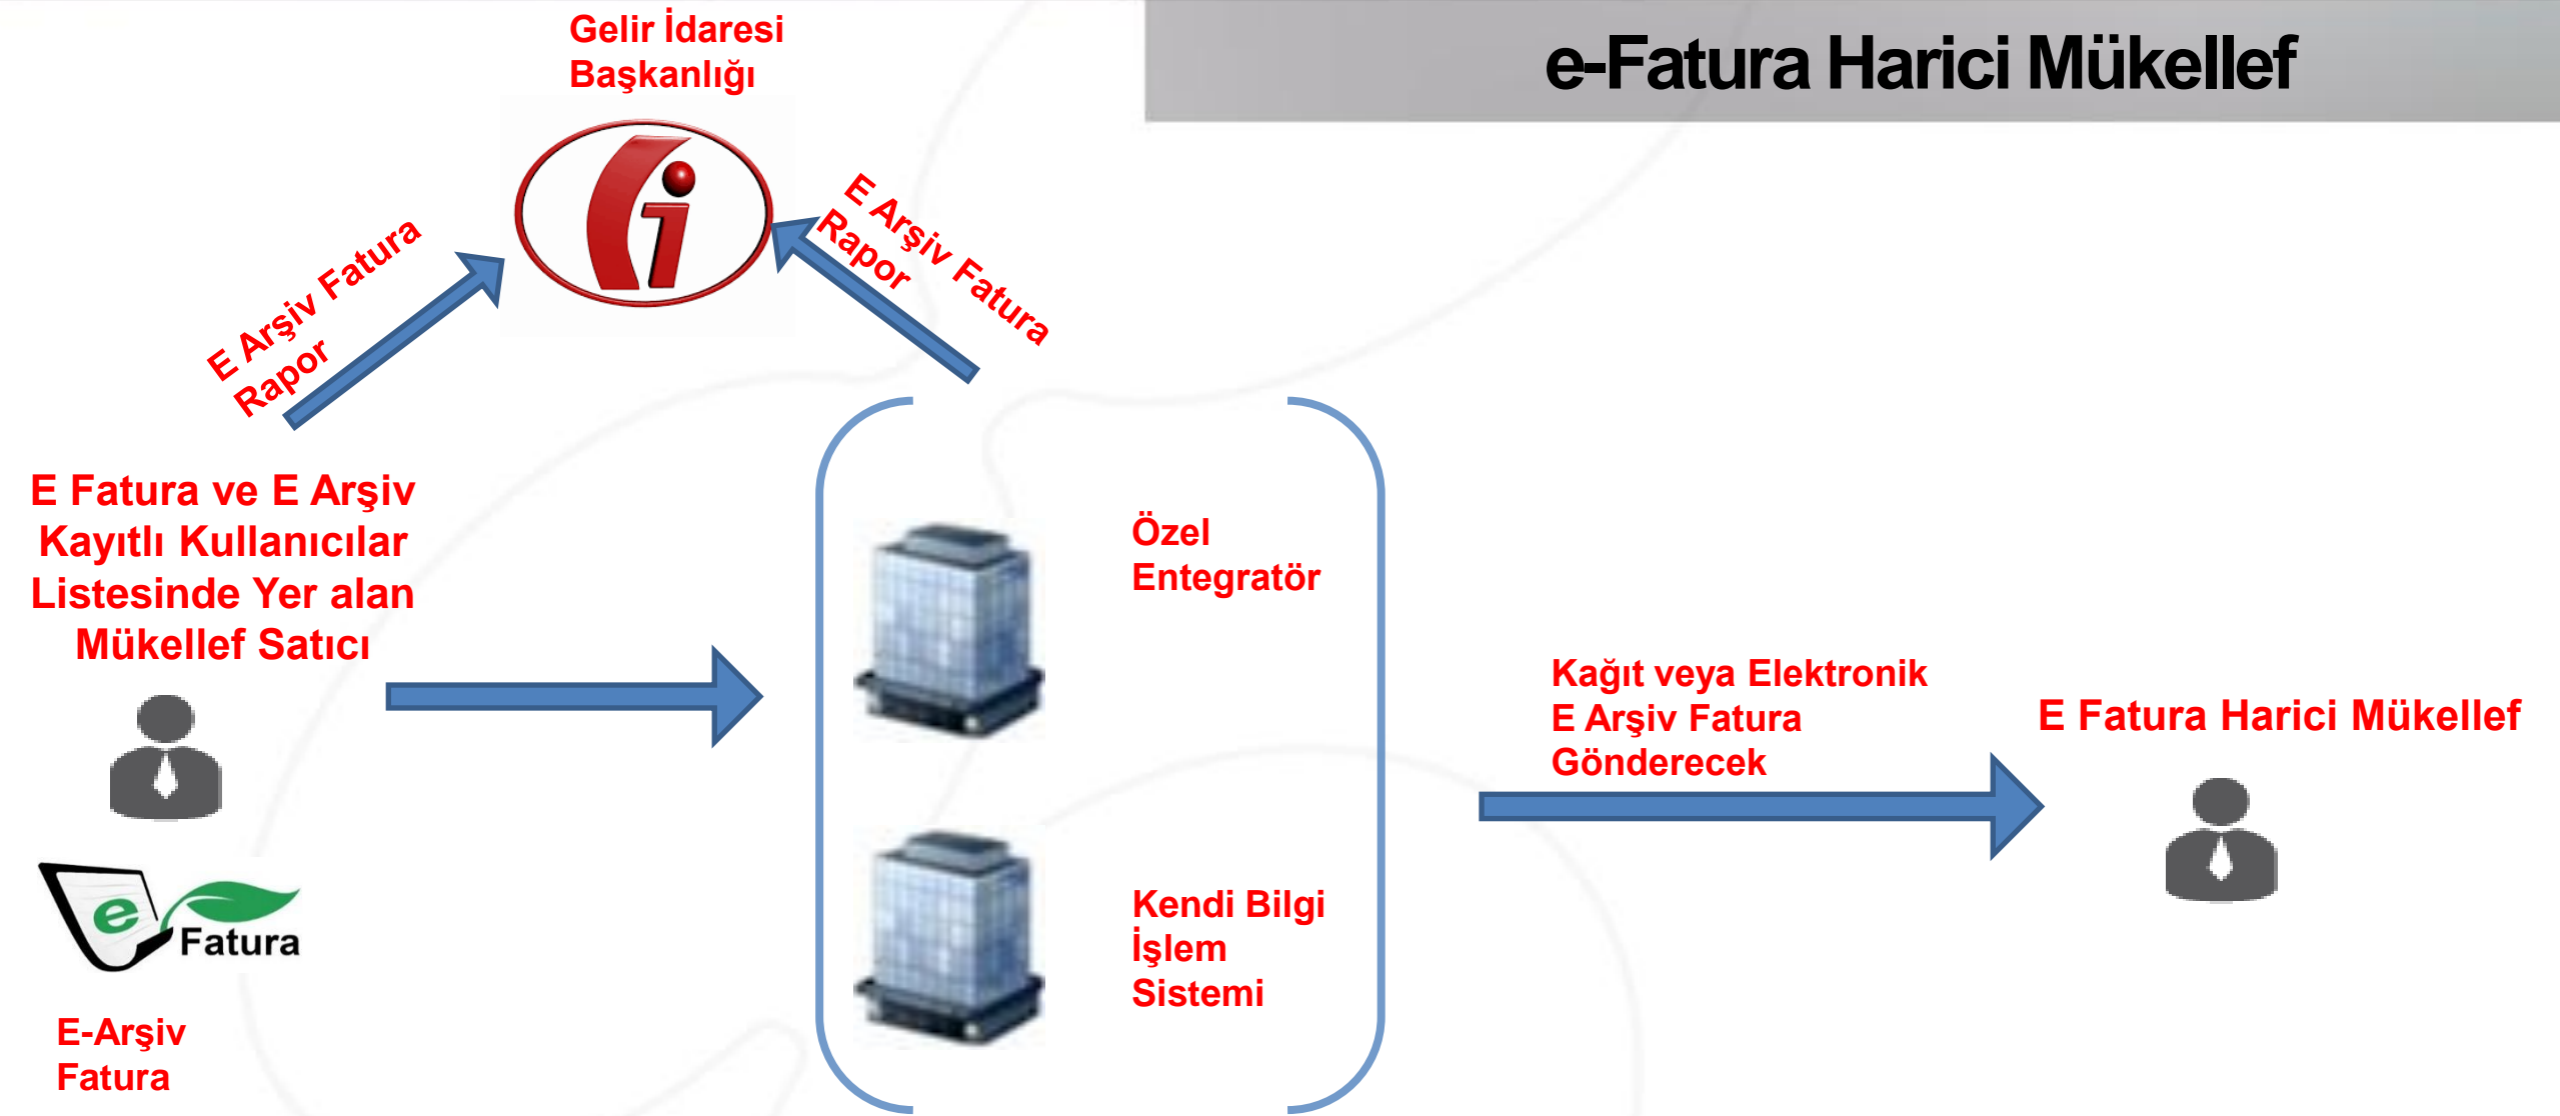 Gelir İdaresi
Başkanlığı
e-Fatura Harici Mükellef
E Arşiv Fatura
Rapor
E Arşiv Fatura
Rapor
E Fatura ve E Arşiv
Kayıtlı Kullanıcılar
Listesinde Yer alan
Mükellef Satıcı
Özel
Entegratör
Kağıt veya Elektronik
E Arşiv Fatura
Gönderecek
E Fatura Harici Mükellef
e
Fatura
Kendi Bilgi
İşlem
Sistemi
E-Arşiv
Fatura